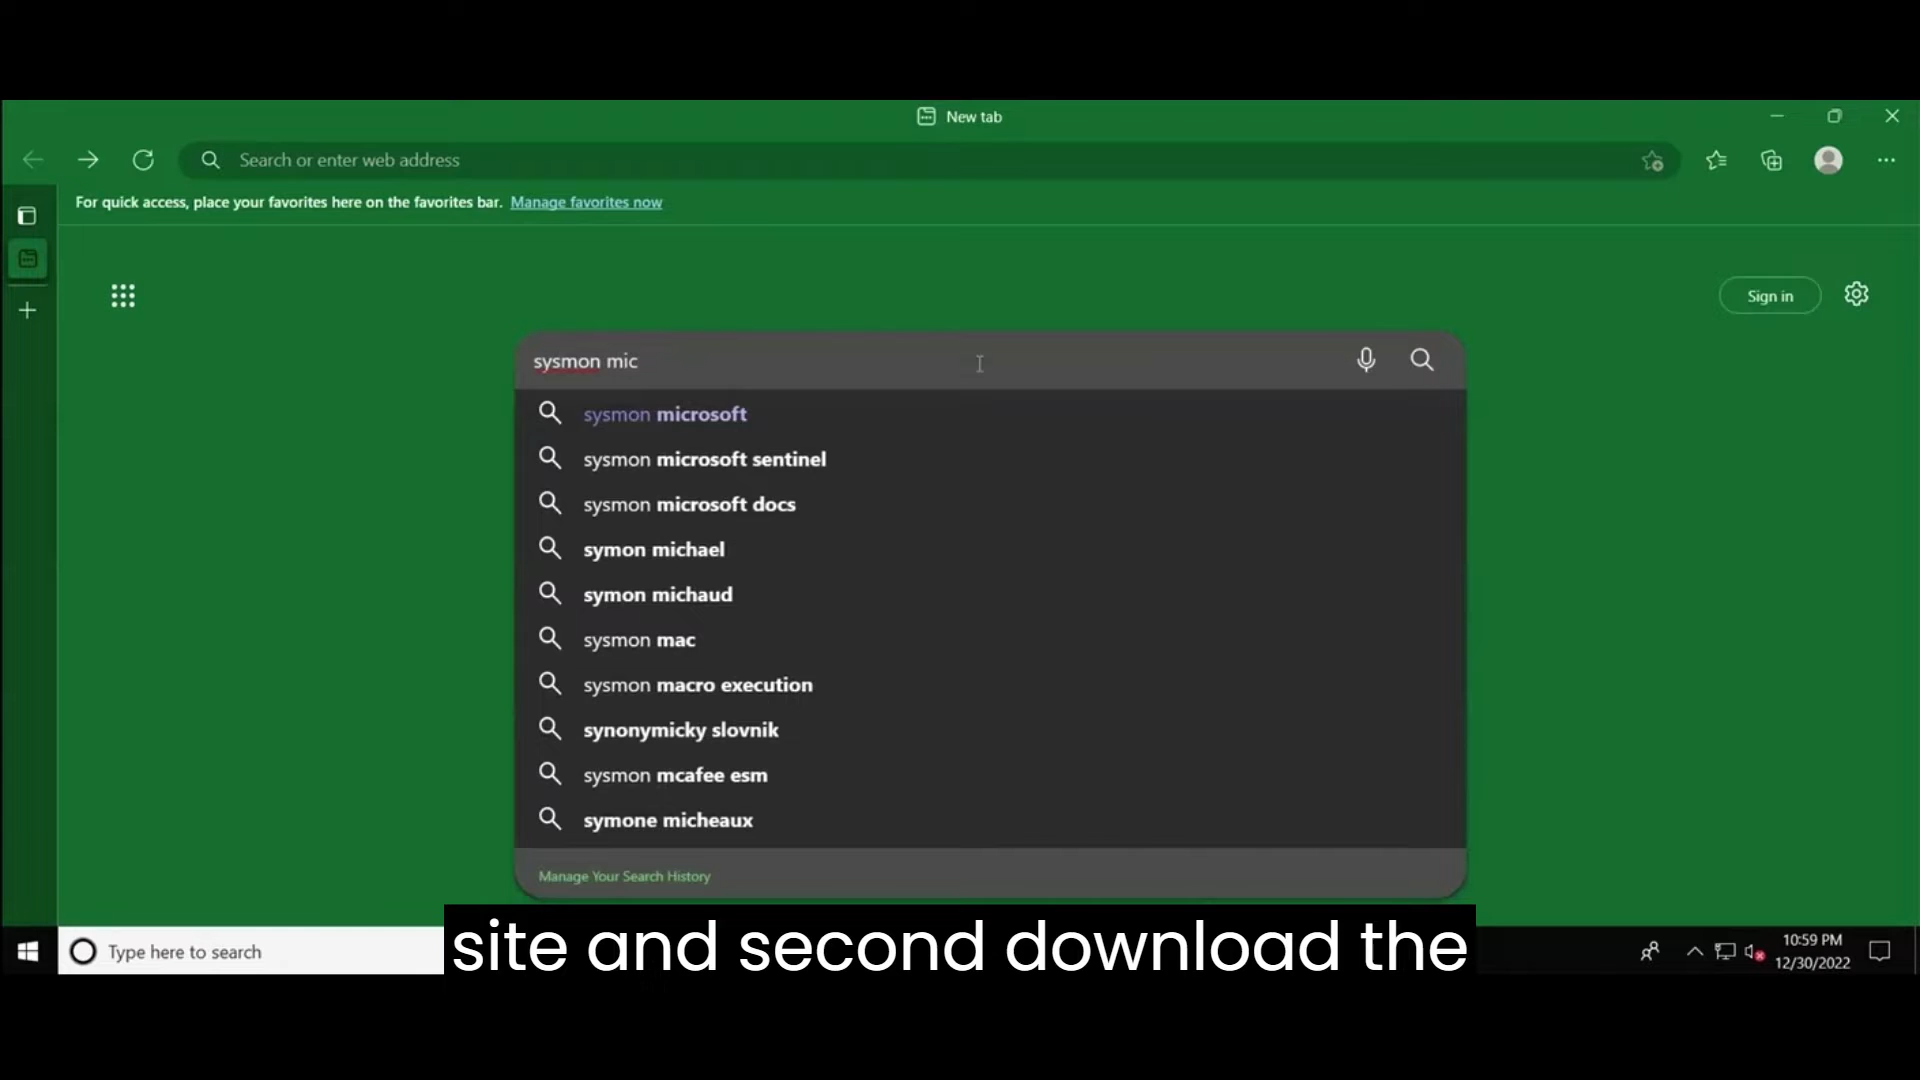 New tab
Search or enter web address
For quick access, place your favorites here on the favorites bar. Manage favorites now
Sign in
sysmon mic
sysmon microsoft
sysmon microsoft sentinel
sysmon microsoft docs
symon michael
symon michaud
sysmon mac
sysmon macro execution
synonymicky slovnik
sysmon mcafee esm
symone micheaux
Manage Your Search History
site and second download the
Type here to search
10:59 PM
12/30/2022